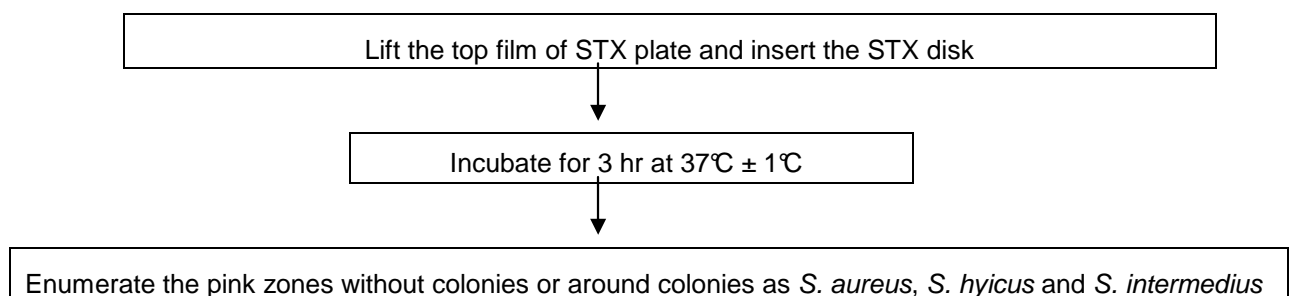 Lift the top film of STX plate and insert the STX disk
Incubate for 3 hr at 37℃ ± 1℃
Enumerate the pink zones without colonies or around colonies as S. aureus, S. hyicus and S. intermedius